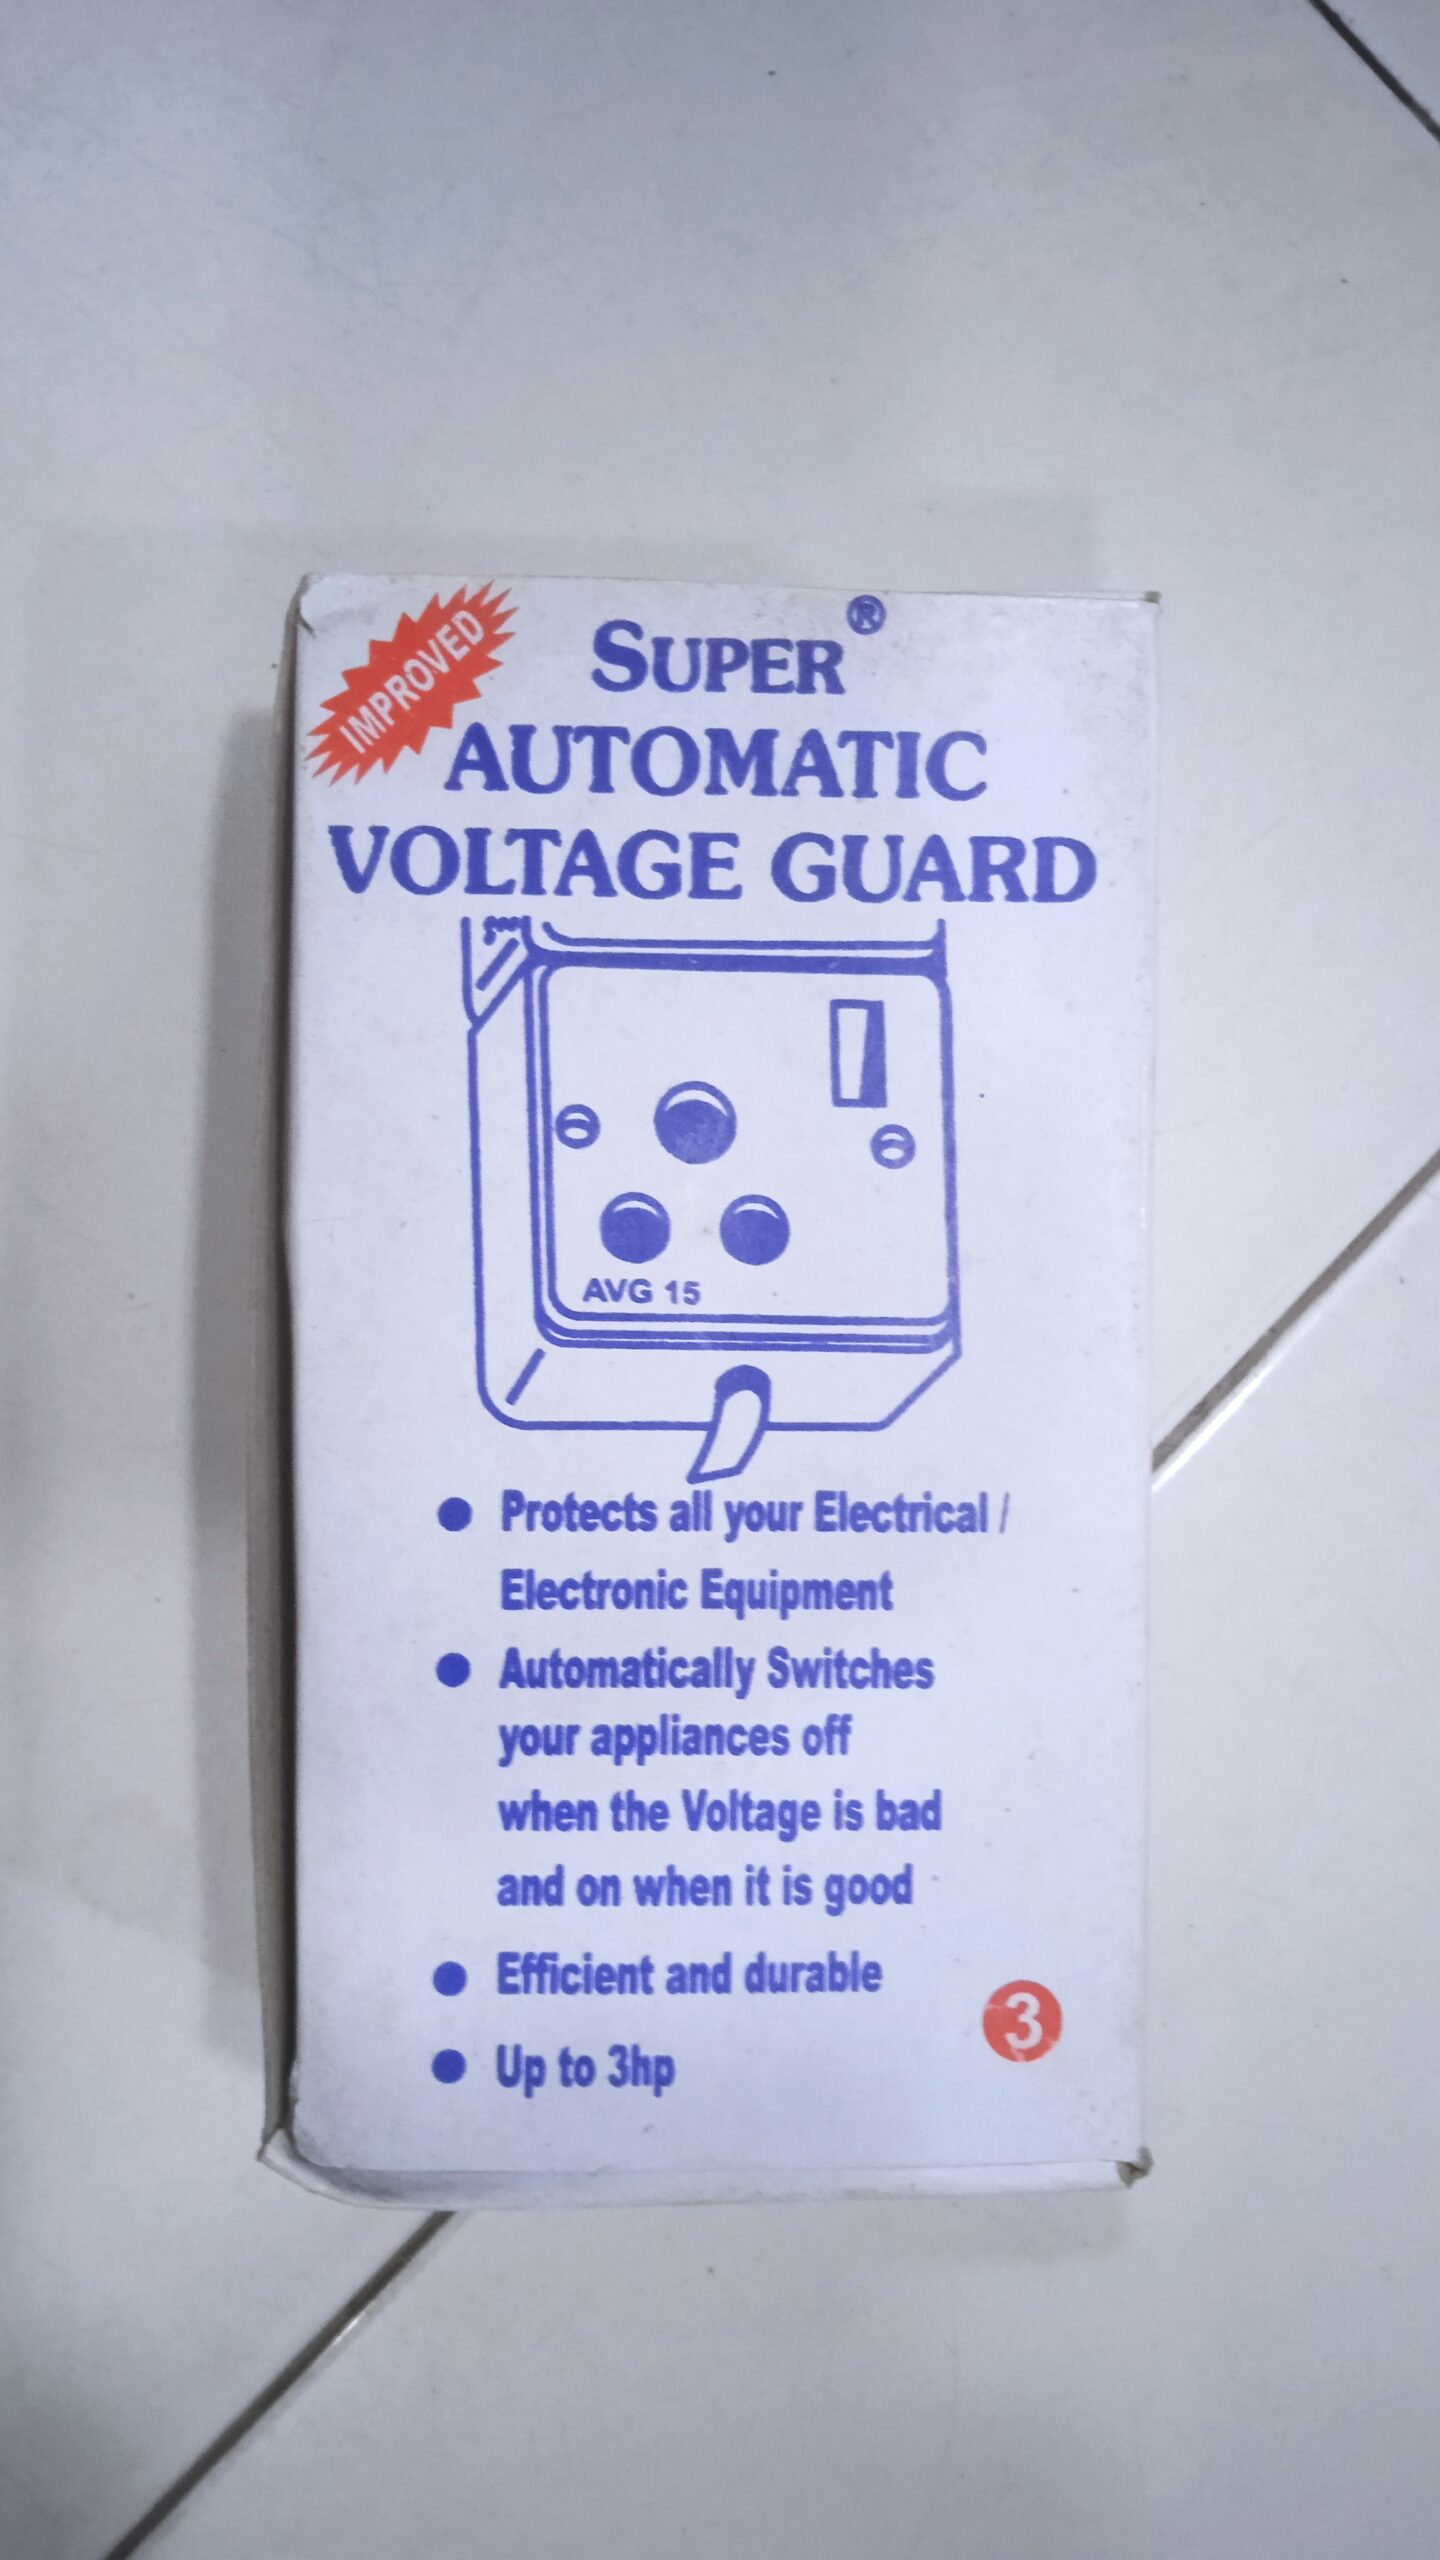 IMPROVED
SUPER®
AUTOMATIC
VOLTAGE GUARD
AVG 15
● Protects all your Electrical /
Electronic Equipment
● Automatically Switches
your appliances off
when the Voltage is bad
and on when it is good
● Efficient and durable
● Up to 3hp
3